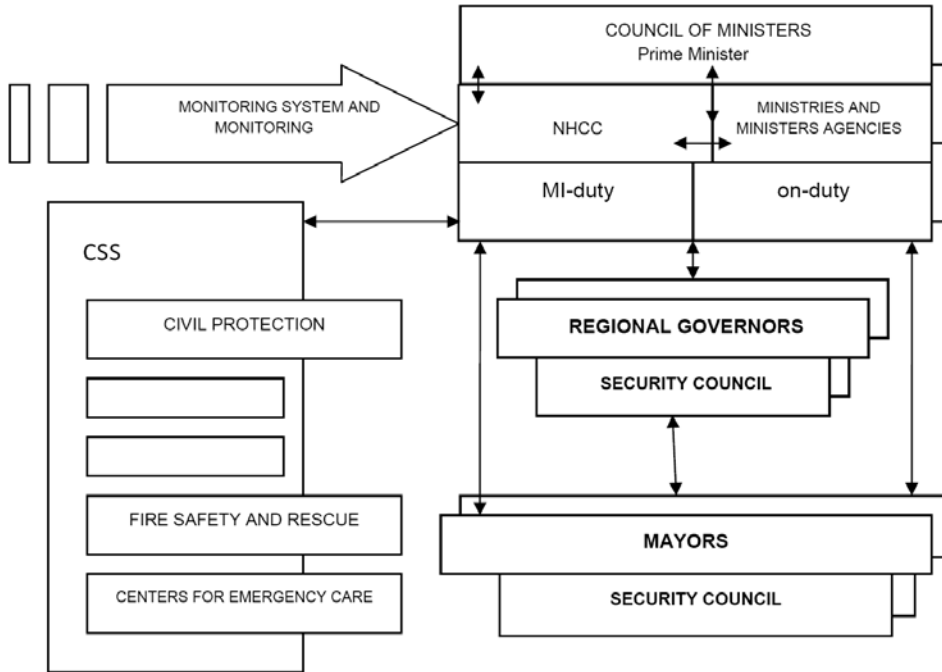 COUNCIL OF MINISTERS
Prime Minister
MONITORING SYSTEM AND
MONITORING
NHCC
MINISTRIES AND
MINISTERS AGENCIES
MI-duty
on-duty
CSS
CIVIL PROTECTION
REGIONAL GOVERNORS
SECURITY COUNCIL
FIRE SAFETY AND RESCUE
MAYORS
CENTERS FOR EMERGENCY CARE
SECURITY COUNCIL